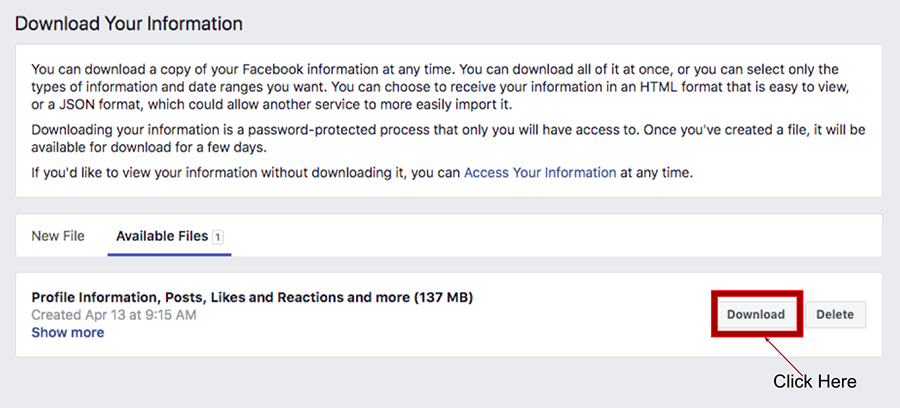 Download Your Information
You can download a copy of your Facebook information at any time. You can download all of it at once, or you can select only the
types of information and date ranges you want. You can choose to receive your information in an HTML format that is easy to view,
or a JSON format, which could allow another service to more easily import it.
Downloading your information is a password-protected process that only you will have access to. Once you've created a file, it will be
available for download for a few days.
If you'd like to view your information without downloading it, you can Access Your Information at any time.
New File Available Files 1
Profile Information, Posts, Likes and Reactions and more (137 MB)
Created Apr 13 at 9:15 AM
Show more
Download Delete
Click Here